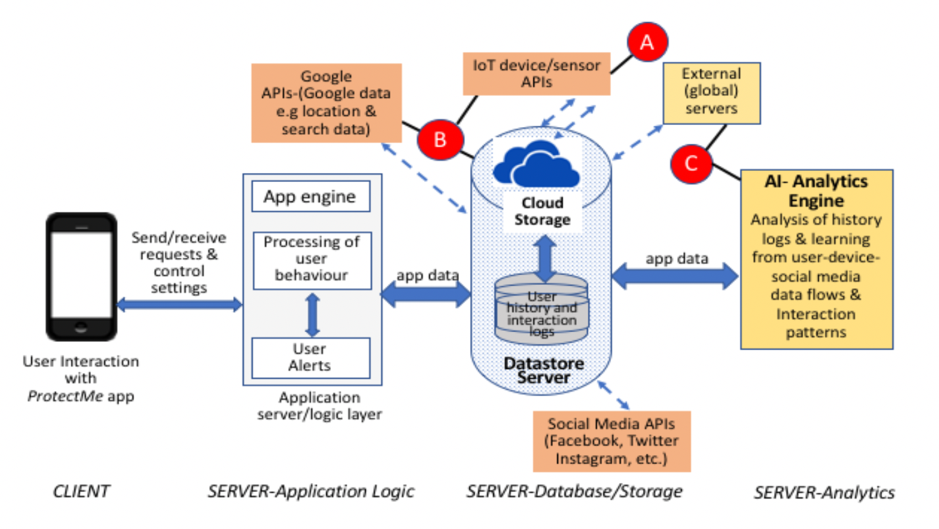 A
IoT device/sensor
APIs
Google
APIs-(Google data
e.g location &
search data)
External
(global)
servers
B
C
App engine
Processing of
user
behaviour
User
Alerts
Application
server/logic layer
Send/receive
requests &
control
settings
User Interaction
with
ProtectMe app
app data
Cloud
Storage
User
history and
interaction
logs
Datastore
Server
app data
AI- Analytics
Engine
Analysis of history
logs & learning
from user-device-
social media
data flows &
Interaction
patterns
Social Media APIs
(Facebook, Twitter
Instagram, etc.)
CLIENT
SERVER-Application Logic
SERVER-Database/Storage
SERVER-Analytics